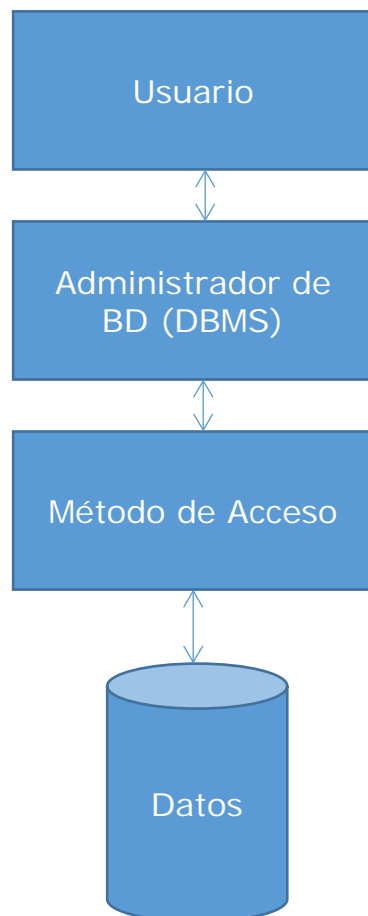 Usuario
Administrador de
BD (DBMS)
Método de Acceso
Datos